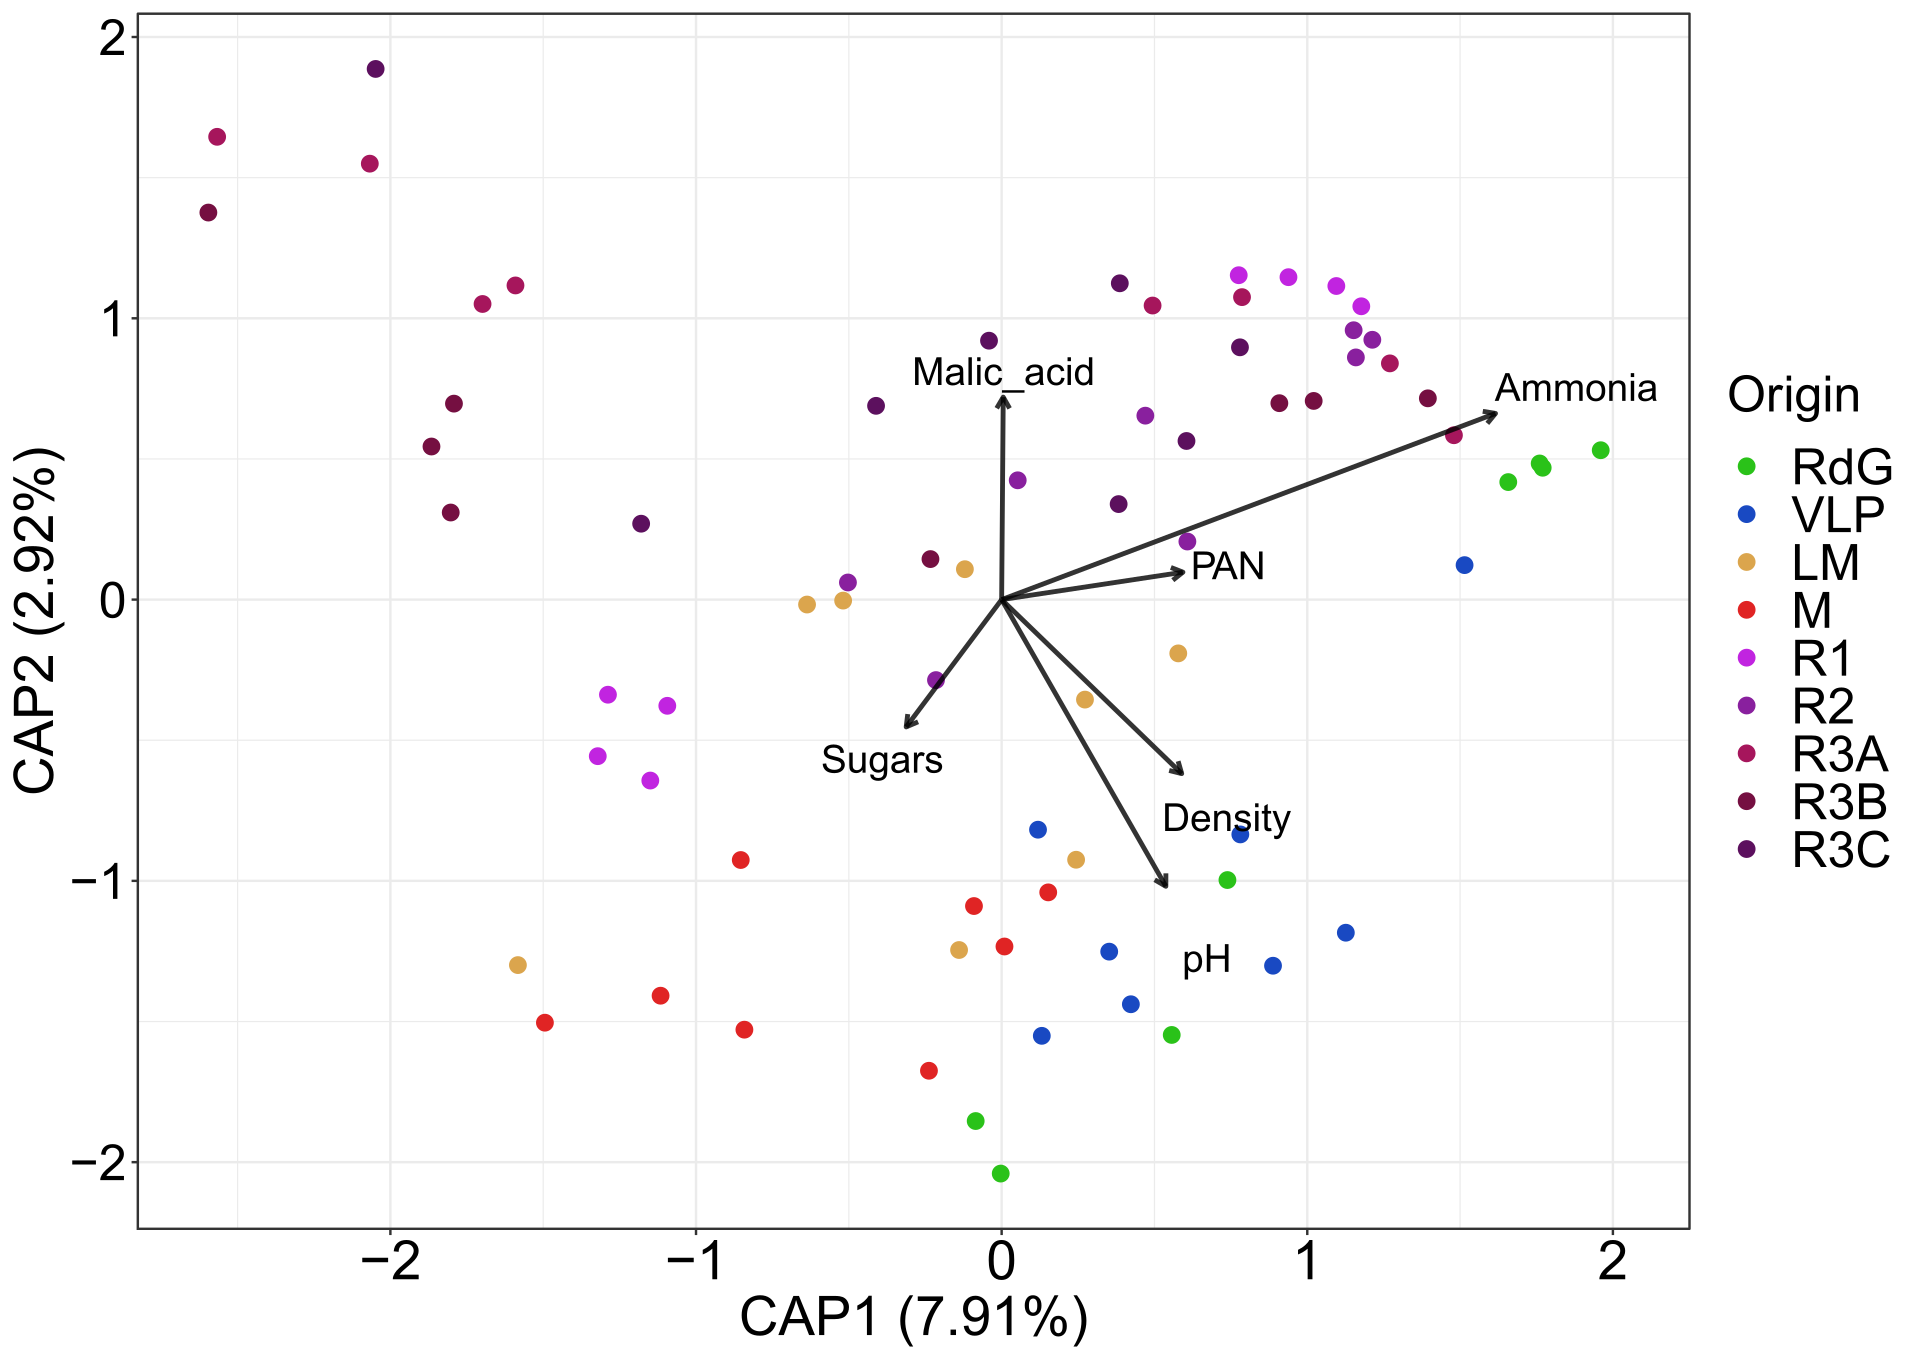 2
1
0
−1
−2
CAP2 (2.92%)
Malic_acid
Ammonia
PAN
Sugars
Density
pH
−2
−1
0
1
2
CAP1 (7.91%)
Origin
RdG
VLP
LM
M
R1
R2
R3A
R3B
R3C